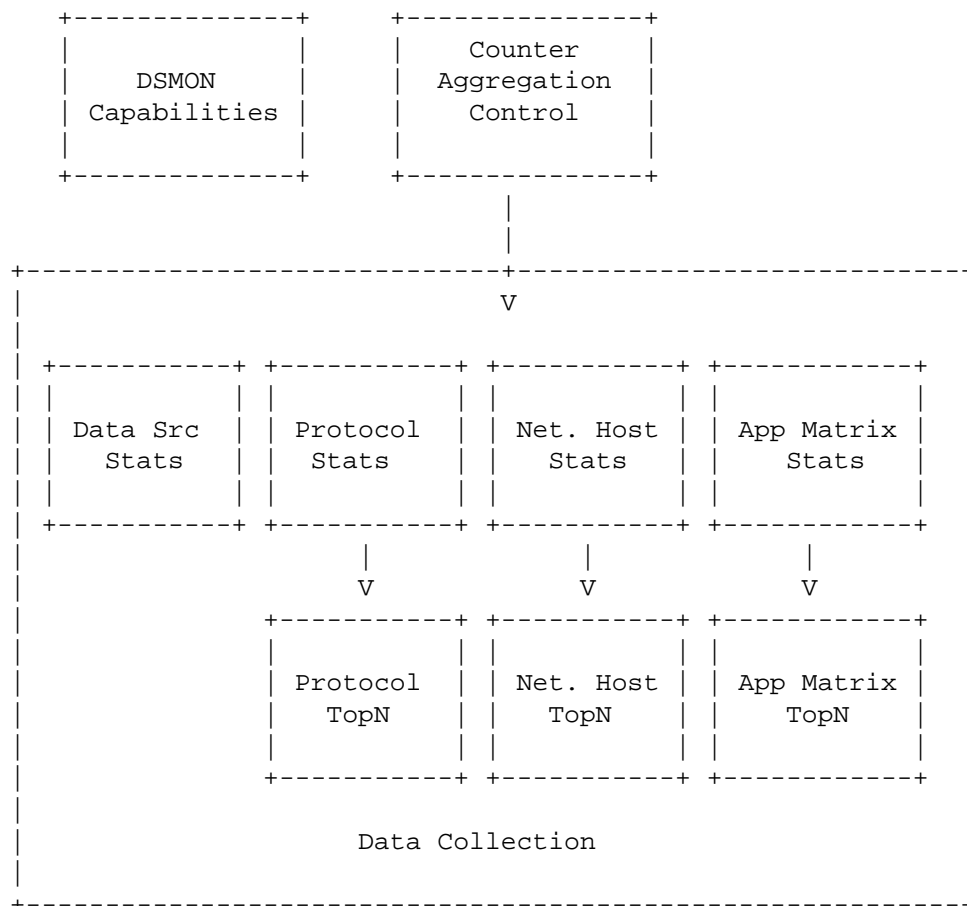 Counter
DSMON Aggregation
Capabilities Control
V
Data Src Protocol Net. Host App Matrix
Stats Stats Stats Stats
V V V
Protocol Net. Host App Matrix
TopN TopN TopN
Data Collection